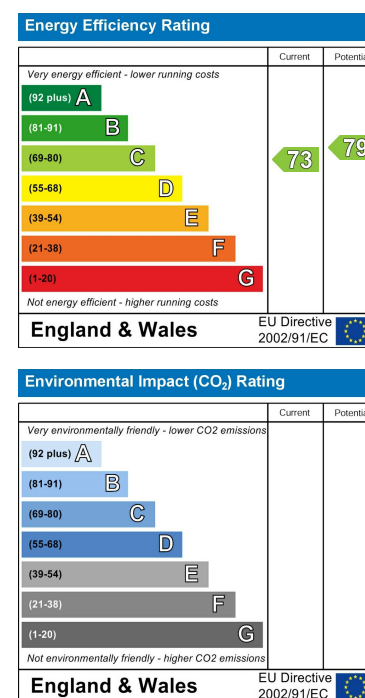 Energy Efficiency Rating
Current Potentia
Very energy efficient - lower running costs
(92 plus) A
(81-91) B
(69-80) C
73
79
(55-68) D
(39-54) E
(21-38) F
(1-20) G
Not energy efficient - higher running costs
England & Wales
EU Directive
2002/91/EC
Environmental Impact (CO₂) Rating
Current Potentia
Very environmentally friendly - lower CO2 emissions
(92 plus) A
(81-91) B
(69-80) C
(55-68) D
(39-54) E
(21-38) F
(1-20) G
Not environmentally friendly - higher CO2 emissions
England & Wales
EU Directive
2002/91/EC